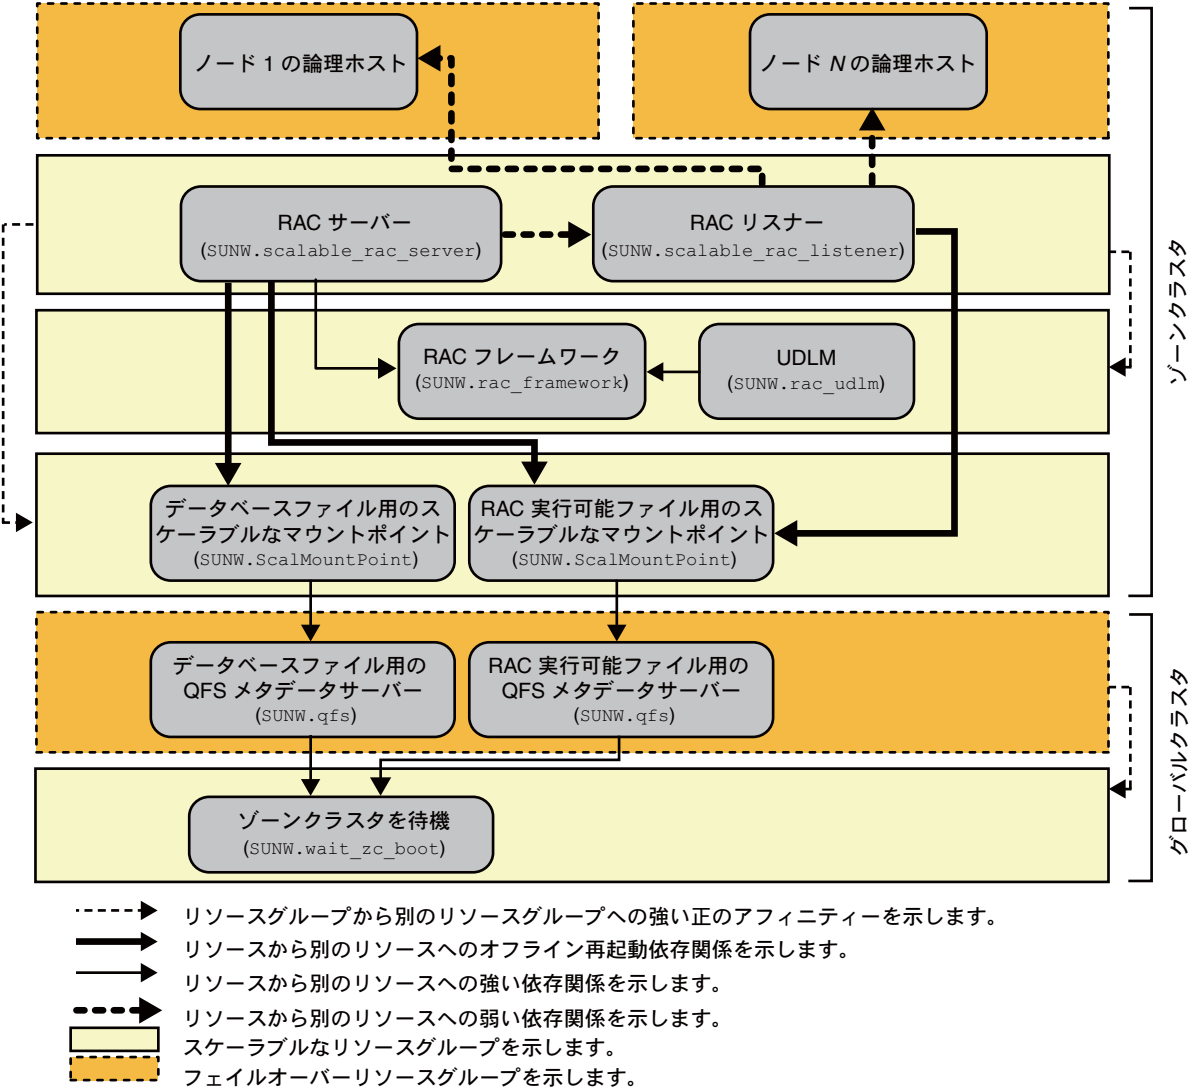 ノード 1 の論理ホスト
ノード N の論理ホスト
RAC サーバー
(SUNW.scalable_rac_server)
RAC リスナー
(SUNW.scalable_rac_listener)
ゾーンクラスタ
RAC フレームワーク
(SUNW.rac_framework)
UDLM
(SUNW.rac_udlm)
データベースファイル用のス
ケーラブルなマウントポイント
(SUNW.ScalMountPoint)
RAC 実行可能ファイル用のス
ケーラブルなマウントポイント
(SUNW.ScalMountPoint)
データベースファイル用の
QFS メタデータサーバー
(SUNW.qfs)
RAC 実行可能ファイル用の
QFS メタデータサーバー
(SUNW.qfs)
グローバルクラスタ
ゾーンクラスタを待機
(SUNW.wait_zc_boot)
リソースグループから別のリソースグループへの強い正のアフィニティーを示します。
リソースから別のリソースへのオフライン再起動依存関係を示します。
リソースから別のリソースへの強い依存関係を示します。
リソースから別のリソースへの弱い依存関係を示します。
スケーラブルなリソースグループを示します。
フェイルオーバーリソースグループを示します。